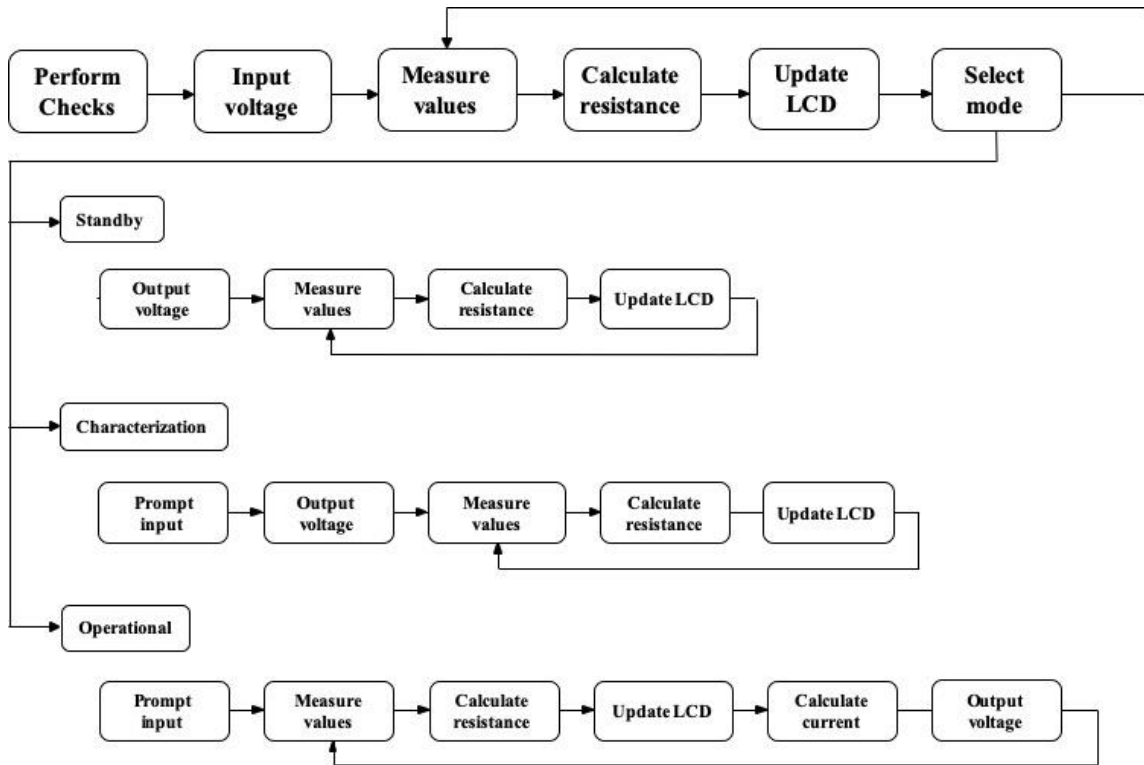 Perform
Checks
Input
voltage
Measure
values
Calculate
resistance
Update
LCD
Select
mode
Standby
Output
voltage
Measure
values
Calculate
resistance
Update LCD
Characterization
Prompt
input
Output
voltage
Measure
values
Calculate
resistance
Update LCD
Operational
Prompt
input
Measure
values
Calculate
resistance
Update LCD
Calculate
current
Output
voltage